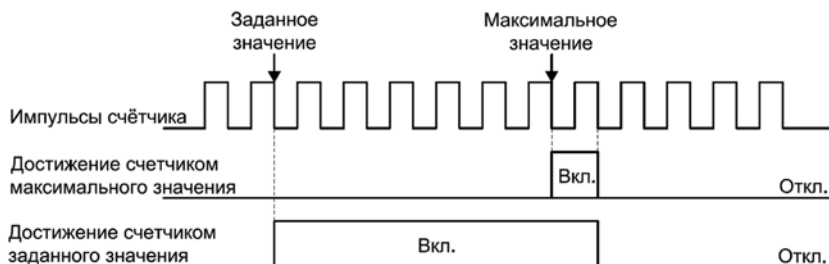 Заданное
значение
Максимальное
значение
Импульсы счётчика
Достижение счетчиком
максимального значения
Вкл.
Откл.
Достижение счетчиком
заданного значения
Вкл.
Откл.